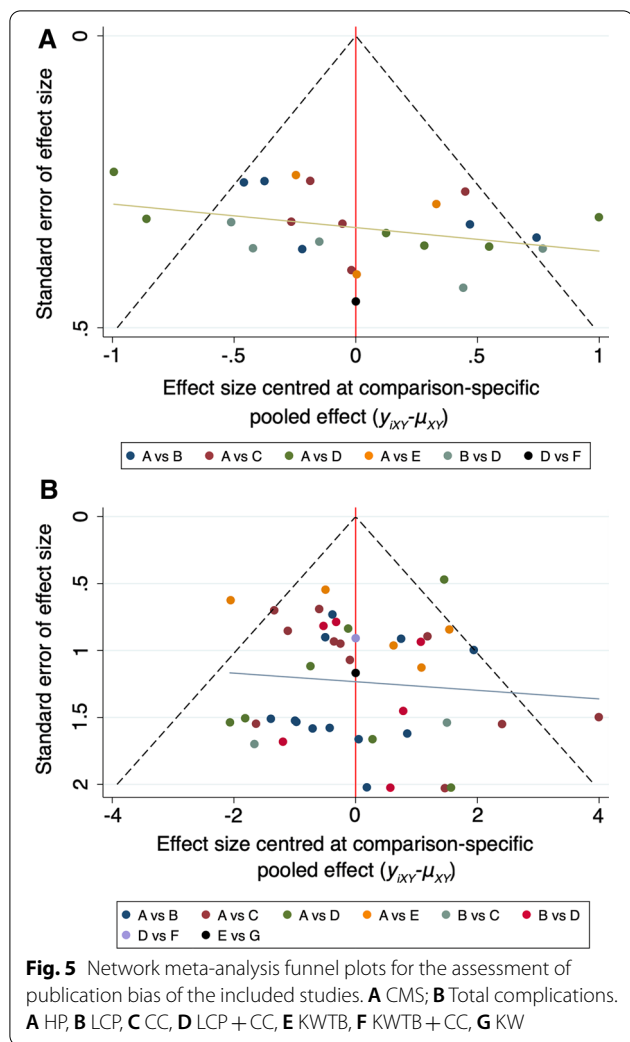 A
0
.5
Standard error of effect size
-1
-.5
0
.5
1
Effect size centred at comparison-specific
pooled effect (yiXY-μXY)
A vs B A vs C A vs D A vs E B vs D D vs F
B
0
.5
1
1.5
2
Standard error of effect size
-4
-2
0
2
4
Effect size centred at comparison-specific
pooled effect (yiXY-μXY)
A vs B A vs C A vs D A vs E B vs C B vs D
D vs F E vs G
Fig. 5 Network meta-analysis funnel plots for the assessment of
publication bias of the included studies. A CMS; B Total complications.
A HP, B LCP, C CC, D LCP + CC, E KWTB, F KWTB + CC, G KW